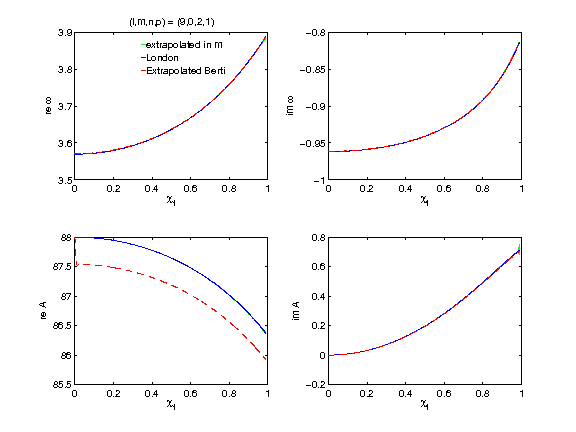 (l,m,n,p) = (9,0,2,1)
3.9
3.8
3.7
3.6
3.5
re ω
0 0.2 0.4 0.6 0.8 1
χf
extrapolated in m
London
Extrapolated Berti
−0.8
−0.85
−0.9
−0.95
−1
im ω
0 0.2 0.4 0.6 0.8 1
χf
88
87.5
87
86.5
86
85.5
re A
0 0.2 0.4 0.6 0.8 1
χf
0.8
0.6
0.4
0.2
0
−0.2
im A
0 0.2 0.4 0.6 0.8 1
χf